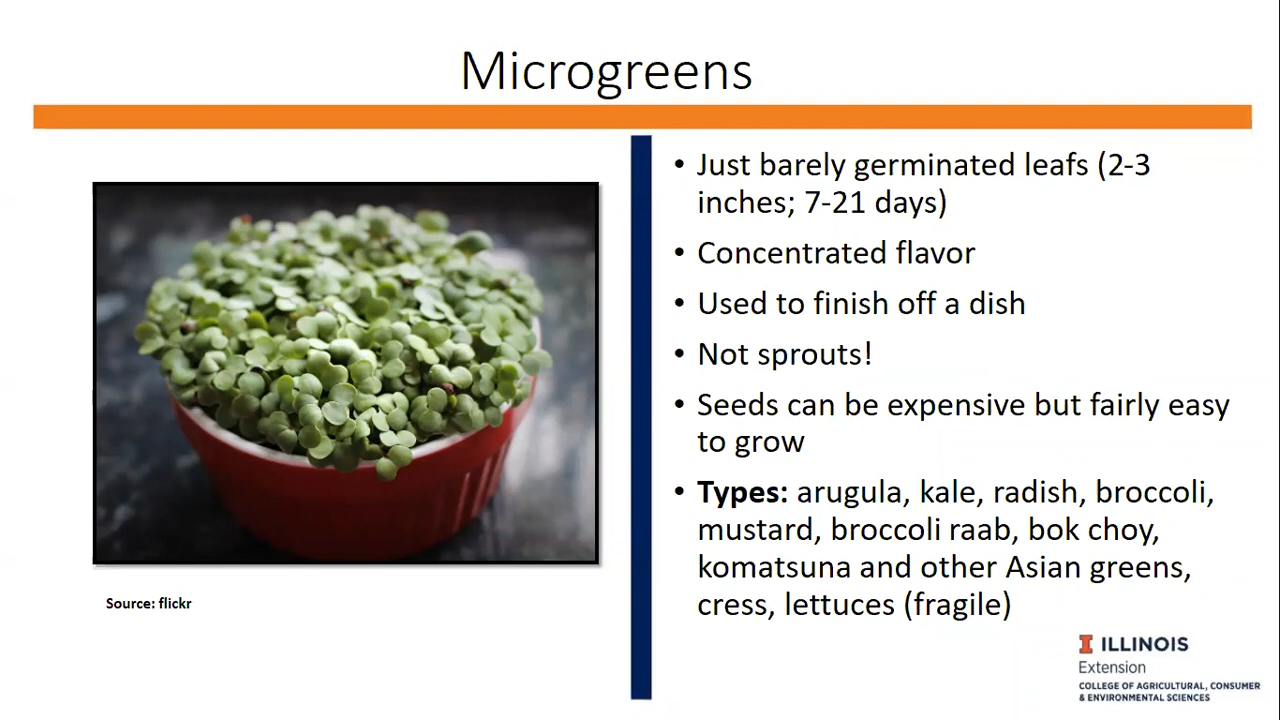 Microgreens
• Just barely germinated leafs (2-3
inches; 7-21 days)
• Concentrated flavor
• Used to finish off a dish
• Not sprouts!
• Seeds can be expensive but fairly easy
to grow
• Types: arugula, kale, radish, broccoli,
mustard, broccoli raab, bok choy,
komatsuna and other Asian greens,
cress, lettuces (fragile)
Source: flickr
I ILLINOIS
Extension
COLLEGE OF AGRICULTURAL, CONSUMER
& ENVIRONMENTAL SCIENCES